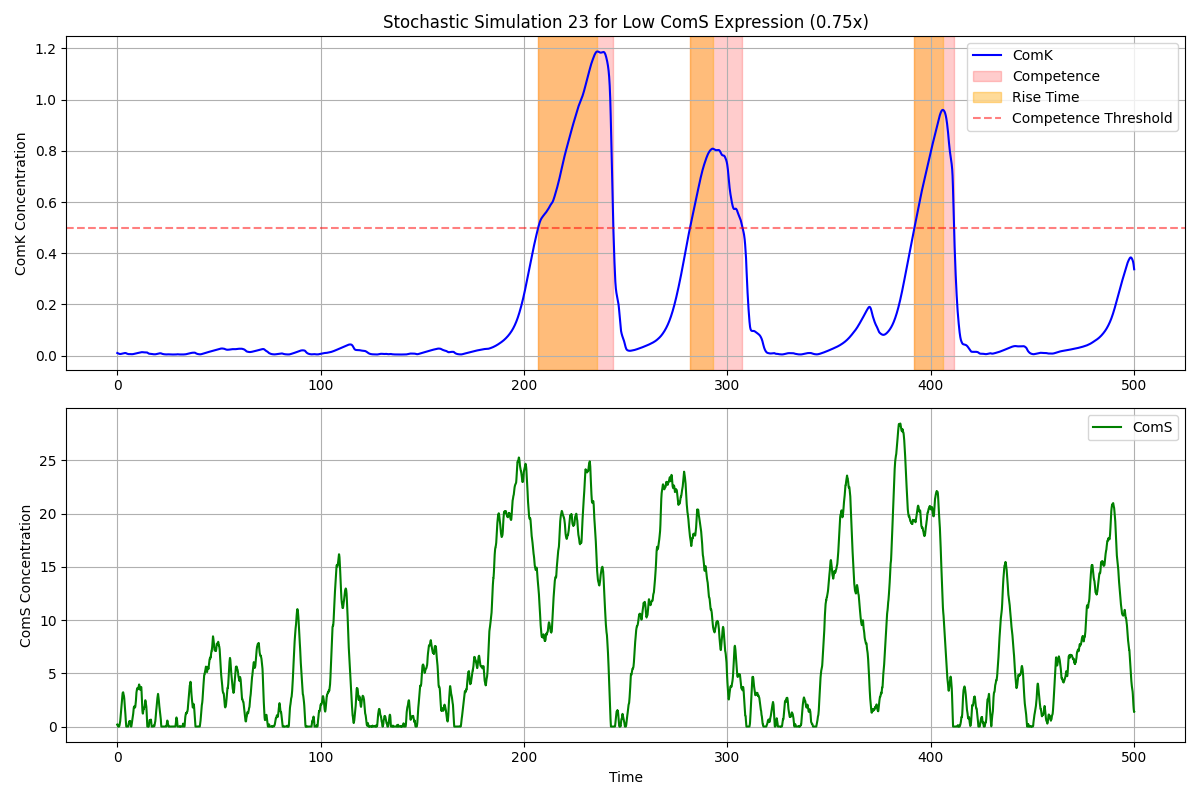 Stochastic Simulation 23 for Low ComS Expression (0.75x)
ComK Concentration
1.2
1.0
0.8
0.6
0.4
0.2
0.0
ComK
Competence
Rise Time
Competence Threshold
0 100 200 300 400 500
ComS Concentration
25
20
15
10
5
0
ComS
0 100 200 300 400 500
Time